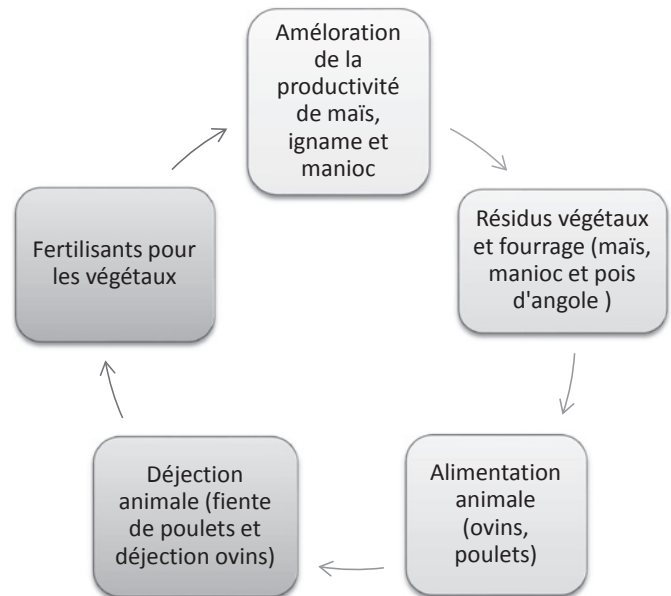 Améloration
de la
productivité
de maïs,
igname et
manioc
Résidus végétaux
et fourrage (maïs,
manioc et pois
d'angole )
Alimentation
animale
(ovins,
poulets)
Déjection
animale (fiente
de poulets et
déjection ovins)
Fertilisants pour
les végétaux